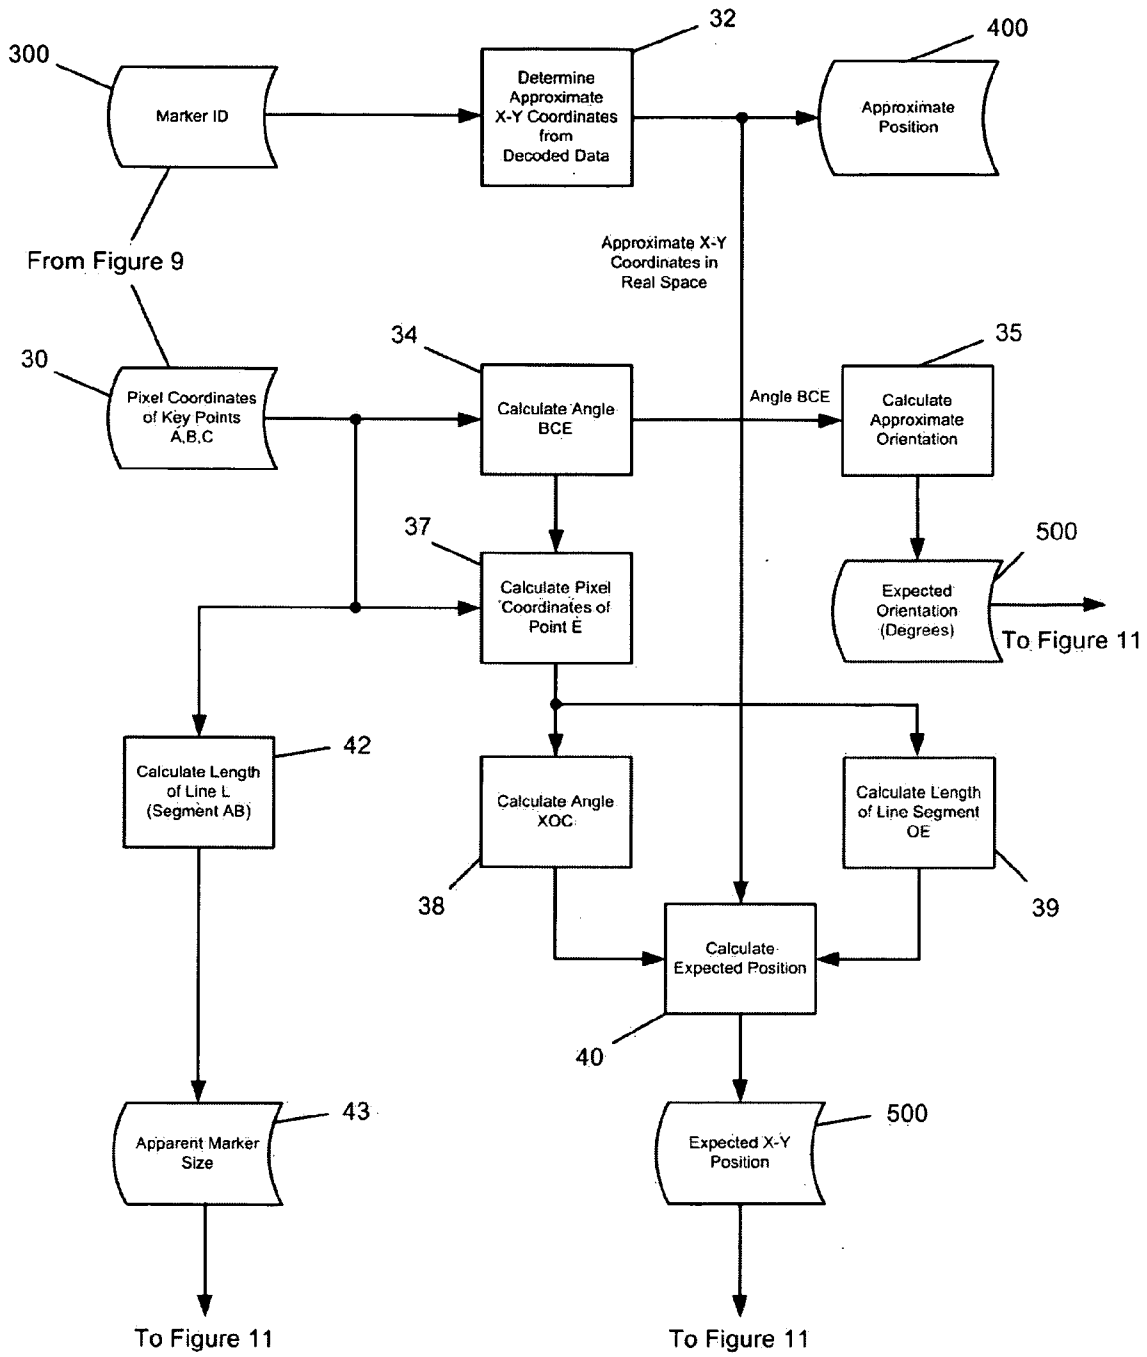 32
400
300
Marker ID
Determine
Approximate
X-Y Coordinates
from
Decoded Data
Approximate
Position
From Figure 9
Approximate X-Y
Coordinates in
Real Space
30
34
35
Pixel Coordinates
of Key Points
A,B,C
Calculate Angle
BCE
Angle BCE
Calculate
Approximate
Orientation
37
500
Calculate Pixel
Coordinates of
Point E
Expected
Orientation
(Degrees)
To Figure 11
42
Calculate Length
of Line L
(Segment AB)
Calculate Angle
XOC
Calculate Length
of Line Segment
OE
38
39
Calculate
Expected Position
40
43
500
Apparent Marker
Size
Expected X-Y
Position
To Figure 11
To Figure 11